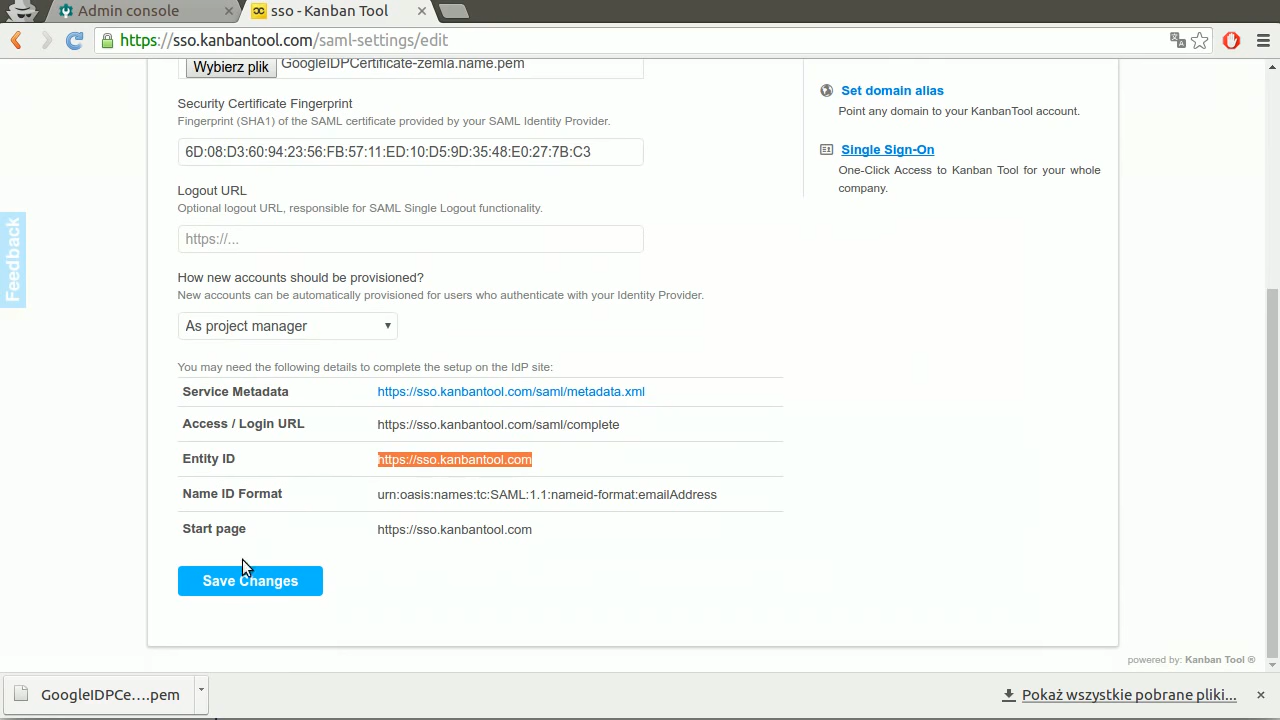 Admin console
sso - Kanban Tool
https://sso.kanbantool.com/saml-settings/edit
Wybierz plik GoogleIDPCertificate-zemla.name.pem
Security Certificate Fingerprint
Fingerprint (SHA1) of the SAML certificate provided by your SAML Identity Provider.
6D:08:D3:60:94:23:56:FB:57:11:ED:10:D5:9D:35:48:E0:27:7B:C3
Logout URL
Optional logout URL, responsible for SAML Single Logout functionality.
https://...
How new accounts should be provisioned?
New accounts can be automatically provisioned for users who authenticate with your Identity Provider.
As project manager
You may need the following details to complete the setup on the IdP site:
Service Metadata https://sso.kanbantool.com/saml/metadata.xml
Access / Login URL https://sso.kanbantool.com/saml/complete
Entity ID https://sso.kanbantool.com
Name ID Format urn:oasis:names:tc:SAML:1.1:nameid-format:emailAddress
Start page https://sso.kanbantool.com
Save Changes
Set domain alias
Point any domain to your KanbanTool account.
Single Sign-On
One-Click Access to Kanban Tool for your whole
company.
Feedback
powered by: Kanban Tool ®
GoogleIDPCe....pem
Pokaż wszystkie pobrane pliki...